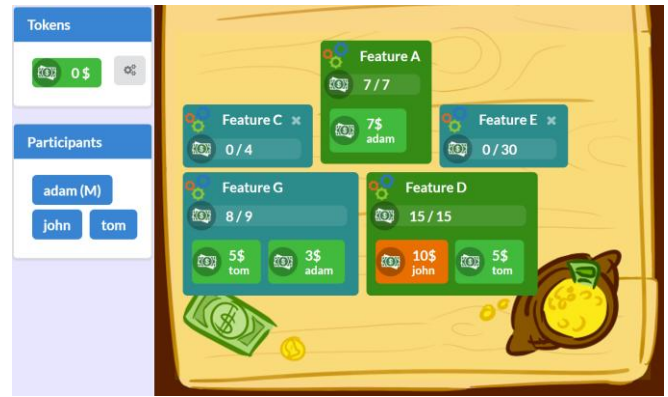 Tokens
0 $
Participants
adam (M)
john
tom
Feature A
7 / 7
7$
adam
Feature C ×
0 / 4
Feature E ×
0 / 30
Feature G
8 / 9
5$
tom
3$
adam
Feature D
15 / 15
10$
john
5$
tom